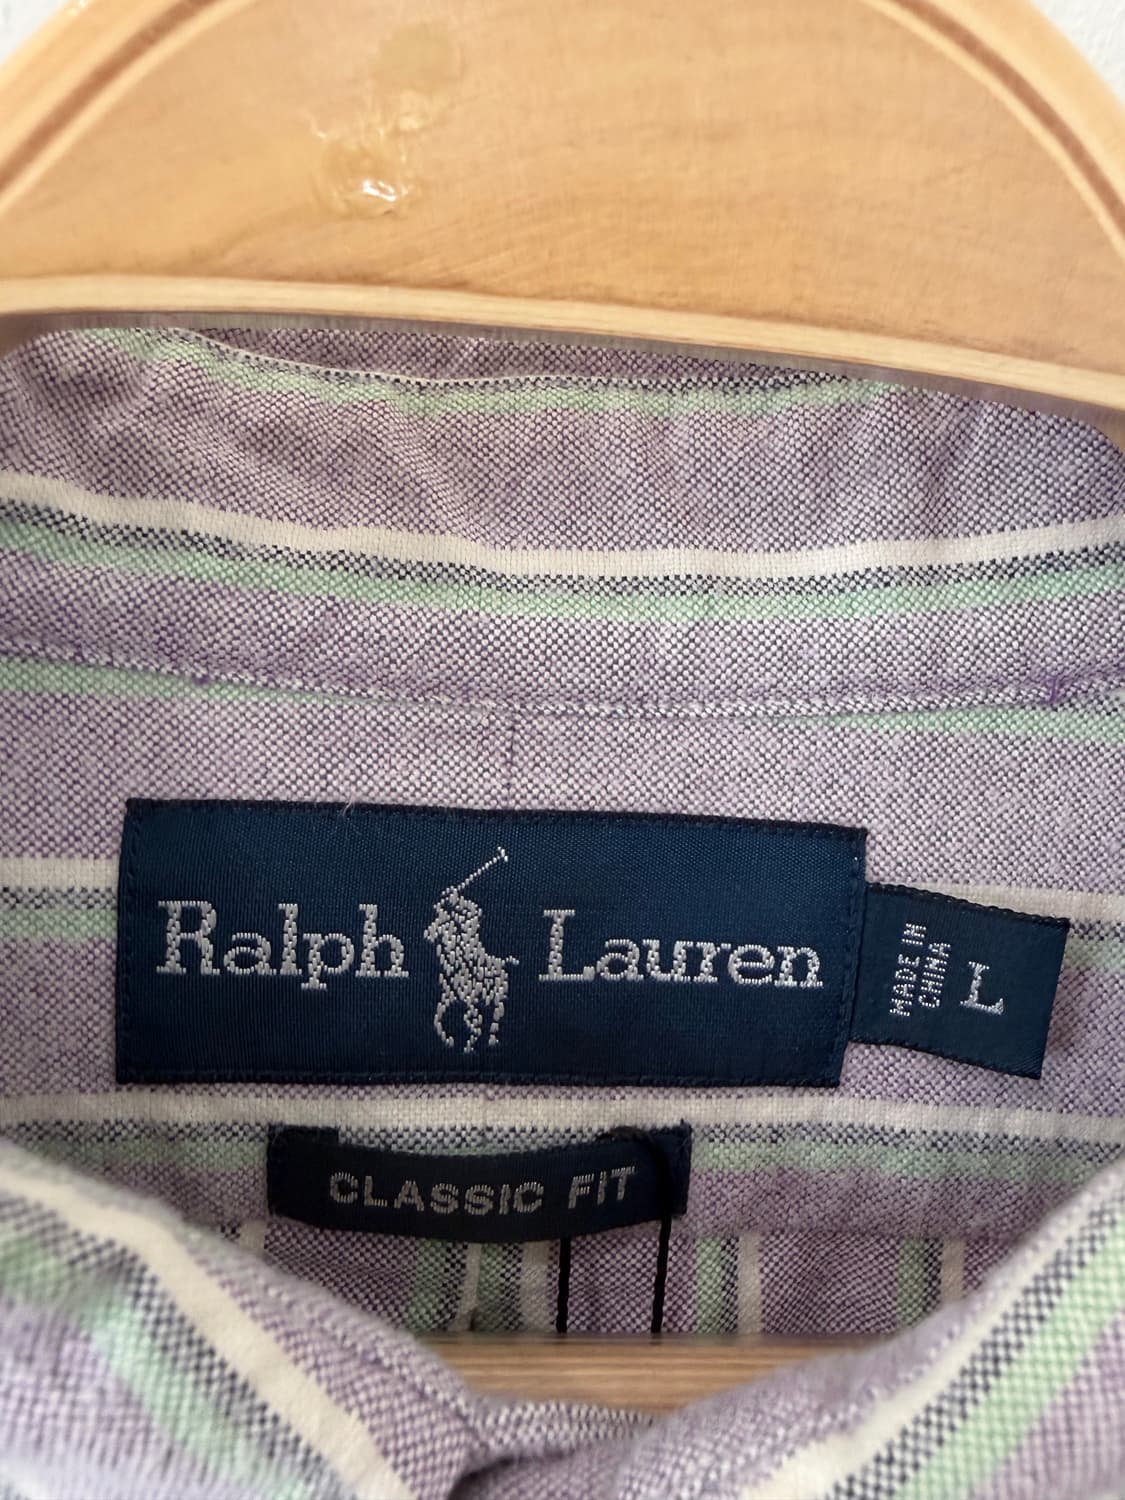 Ralph Lauren
MADE IN
CHINA
L
CLASSIC FIT